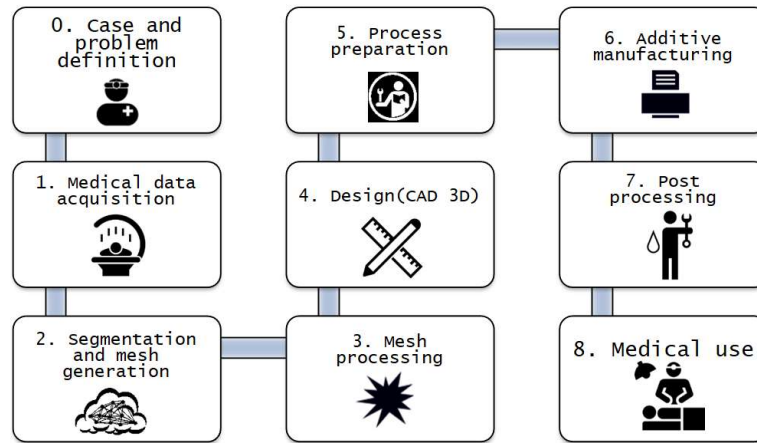 0. Case and
problem
definition
1. Medical data
acquisition
2. Segmentation
and mesh
generation
3. Mesh
processing
4. Design(CAD 3D)
5. Process
preparation
6. Additive
manufacturing
7. Post
processing
8. Medical use